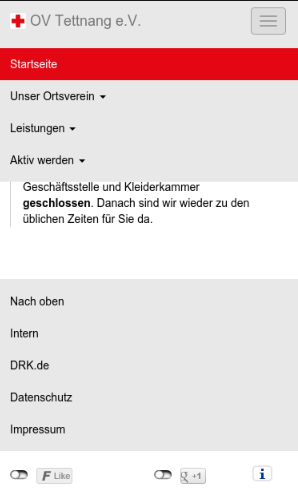 OV Tettnang e.V.
Startseite
Unser Ortsverein
Leistungen
Aktiv werden
Geschäftsstelle und Kleiderkammer
geschlossen. Danach sind wir wieder zu den
üblichen Zeiten für Sie da.
Nach oben
Intern
DRK.de
Datenschutz
Impressum
F Like
g +1
i